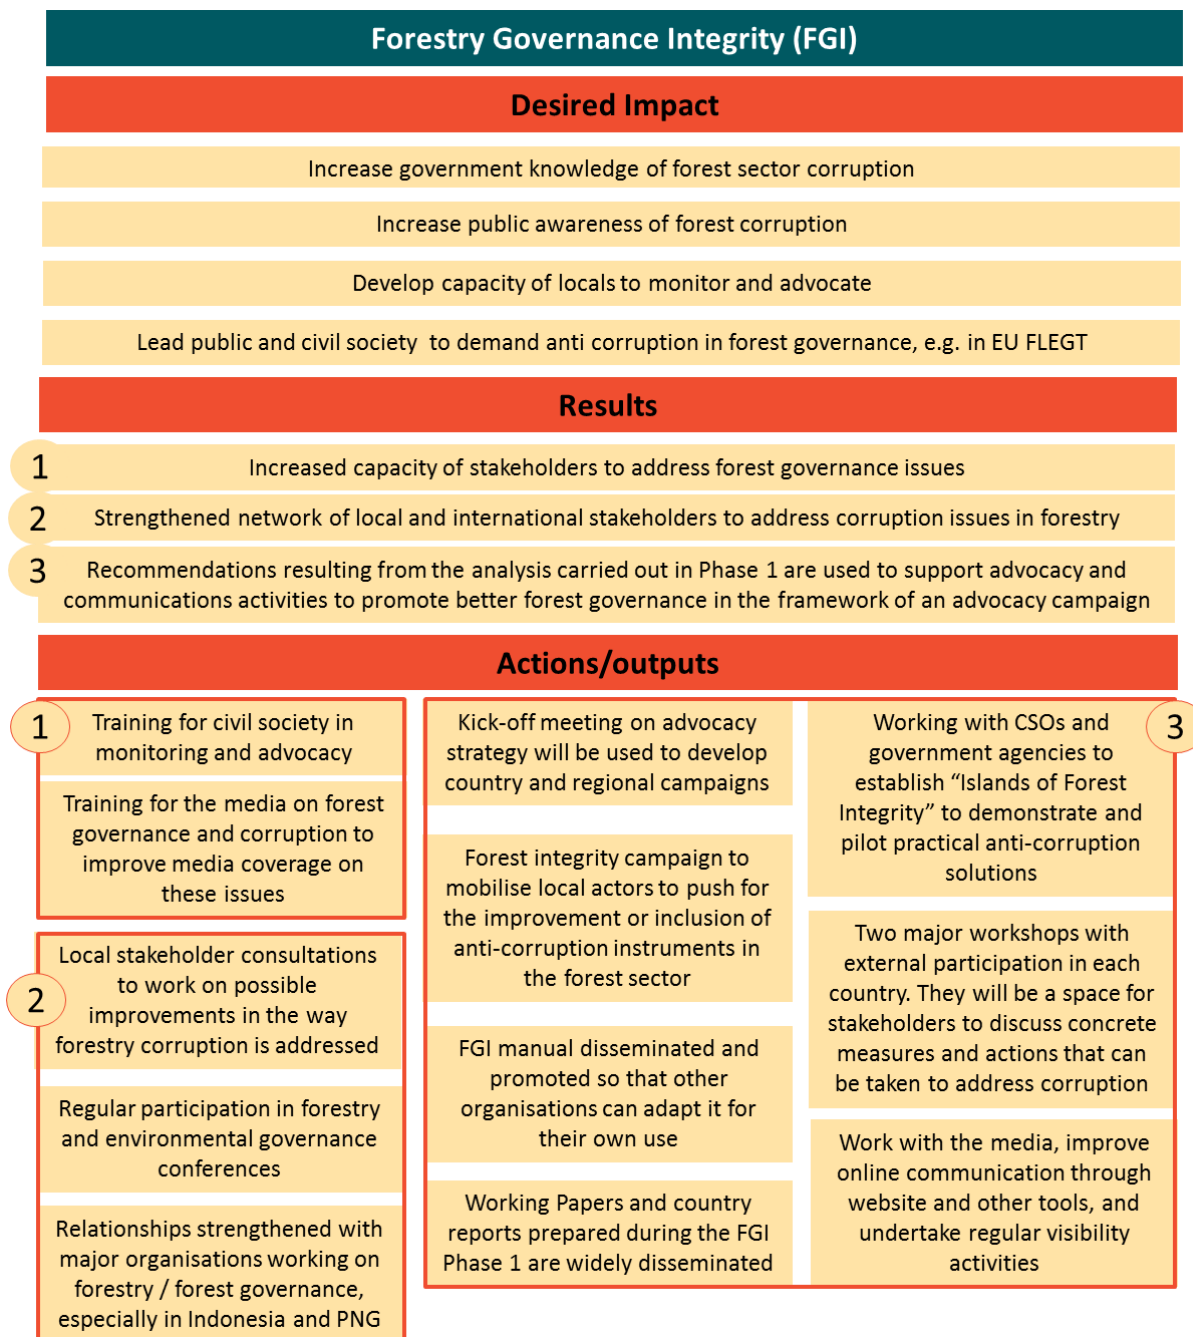 Forestry Governance Integrity (FGI)
Desired Impact
Increase government knowledge of forest sector corruption
Increase public awareness of forest corruption
Develop capacity of locals to monitor and advocate
Lead public and civil society to demand anti corruption in forest governance, e.g. in EU FLEGT
Results
1
Increased capacity of stakeholders to address forest governance issues
2
Strengthened network of local and international stakeholders to address corruption issues in forestry
3
Recommendations resulting from the analysis carried out in Phase 1 are used to support advocacy and
communications activities to promote better forest governance in the framework of an advocacy campaign
Actions/outputs
1
Training for civil society in
monitoring and advocacy
Training for the media on forest
governance and corruption to
improve media coverage on
these issues
2
Local stakeholder consultations
to work on possible
improvements in the way
forestry corruption is addressed
Regular participation in forestry
and environmental governance
conferences
Relationships strengthened with
major organisations working on
forestry / forest governance,
especially in Indonesia and PNG
Kick-off meeting on advocacy
strategy will be used to develop
country and regional campaigns
Forest integrity campaign to
mobilise local actors to push for
the improvement or inclusion of
anti-corruption instruments in
the forest sector
FGI manual disseminated and
promoted so that other
organisations can adapt it for
their own use
Working Papers and country
reports prepared during the FGI
Phase 1 are widely disseminated
3
Working with CSOs and
government agencies to
establish “Islands of Forest
Integrity” to demonstrate and
pilot practical anti-corruption
solutions
Two major workshops with
external participation in each
country. They will be a space for
stakeholders to discuss concrete
measures and actions that can
be taken to address corruption
Work with the media, improve
online communication through
website and other tools, and
undertake regular visibility
activities